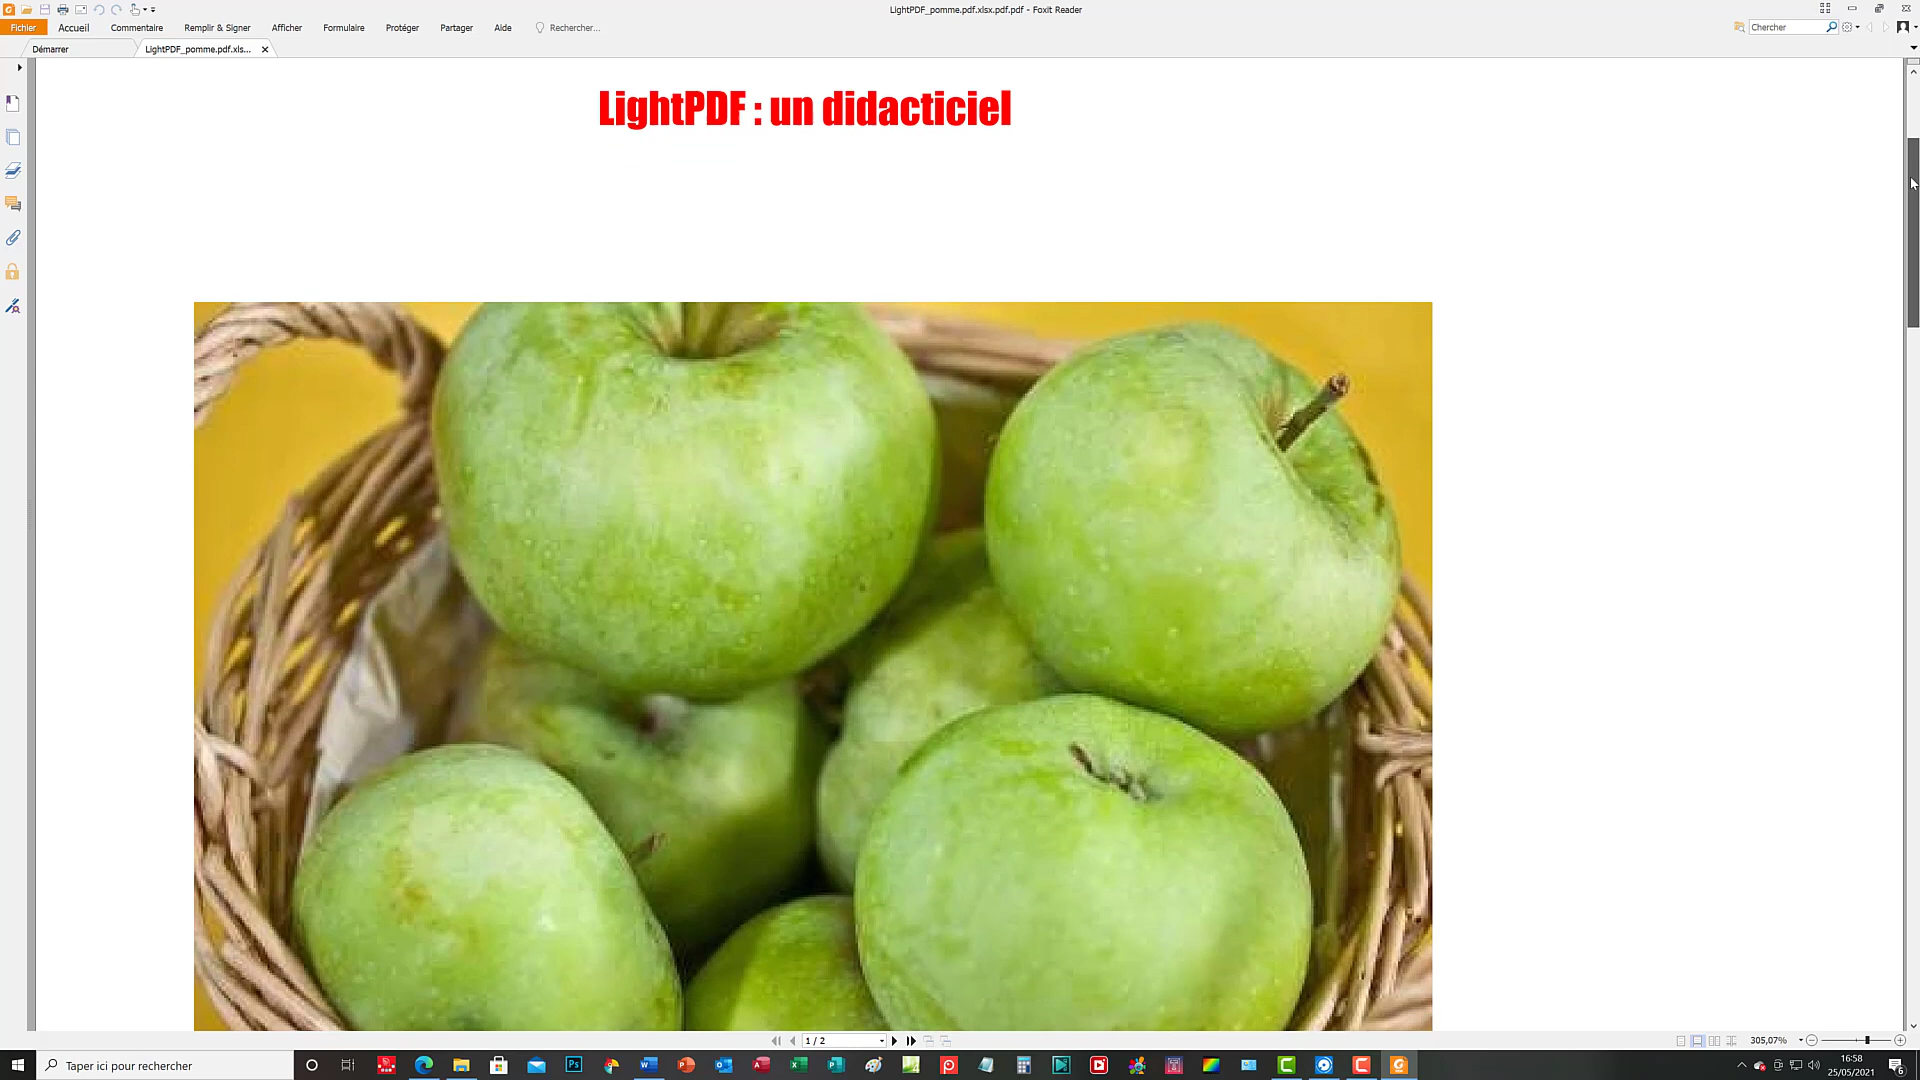 LightPDF_pomme.pdf.xlsx.pdf.pdf - Foxit Reader
Fichier Accueil Commentaire Remplir & Signer Afficher Formulaire Protéger Partager Aide Rechercher... Chercher
Démarrer LightPDF_pomme.pdf.xls...
LightPDF : un didacticiel
1 / 2 305,07%
Taper ici pour rechercher
16:58
25/05/2021
6